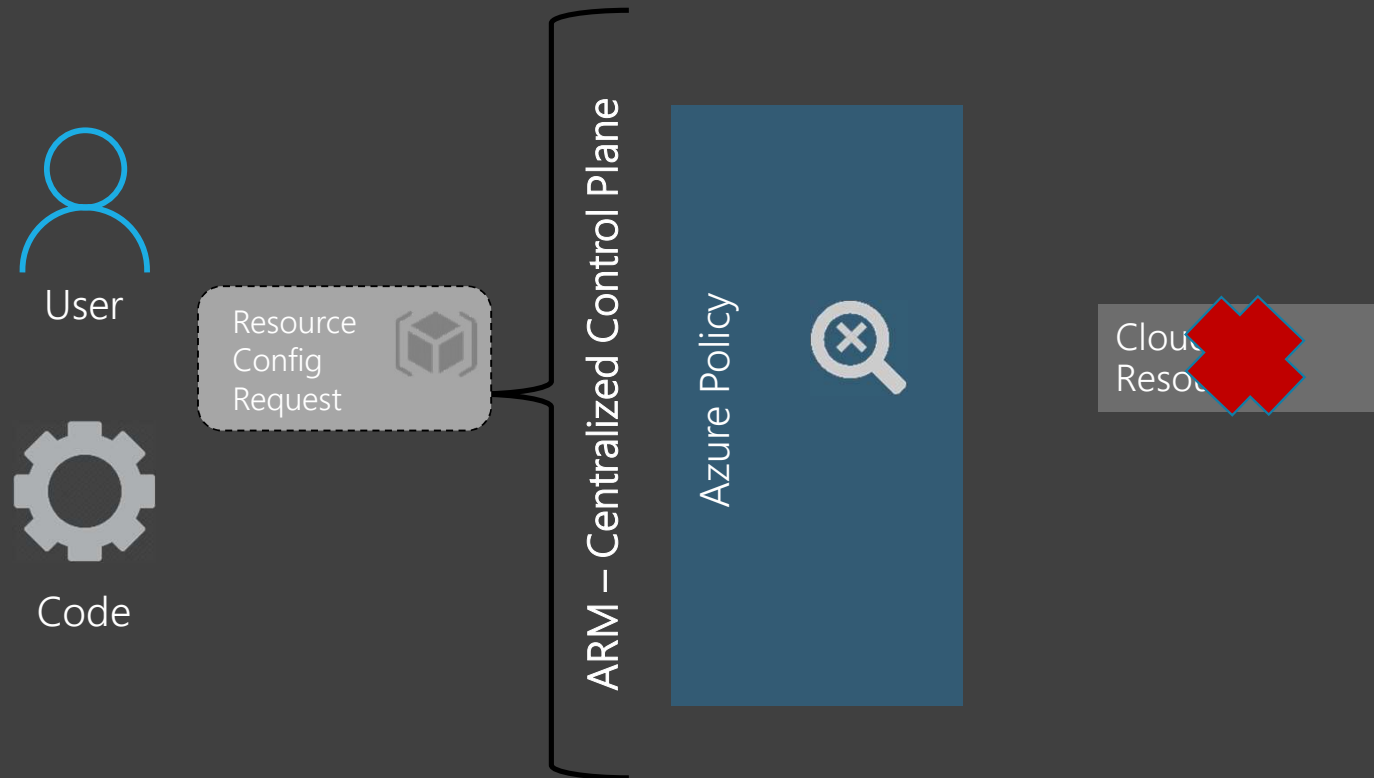 User
Code
Resource
Config
Request
ARM – Centralized Control Plane
Azure Policy